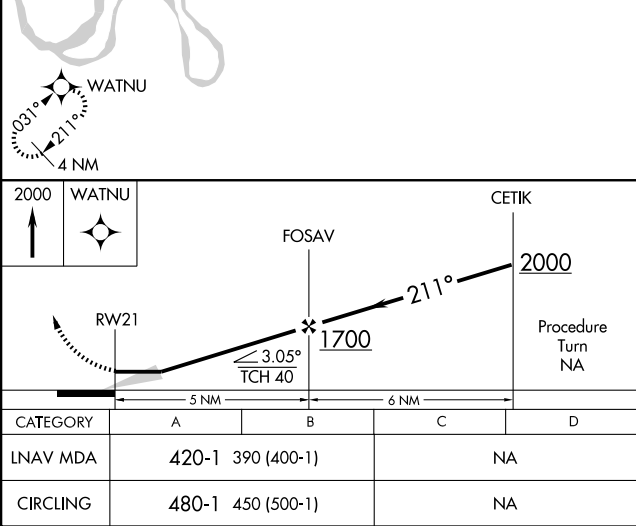 WATNU
031°
211°
4 NM
2000 WATNU
CETIK
FOSAV
2000
211°
RW21
1700
Procedure
Turn
NA
3.05°
TCH 40
5 NM 6 NM
CATEGORY A B C D
LNAV MDA 420-1 390 (400-1) NA
CIRCLING 480-1 450 (500-1) NA